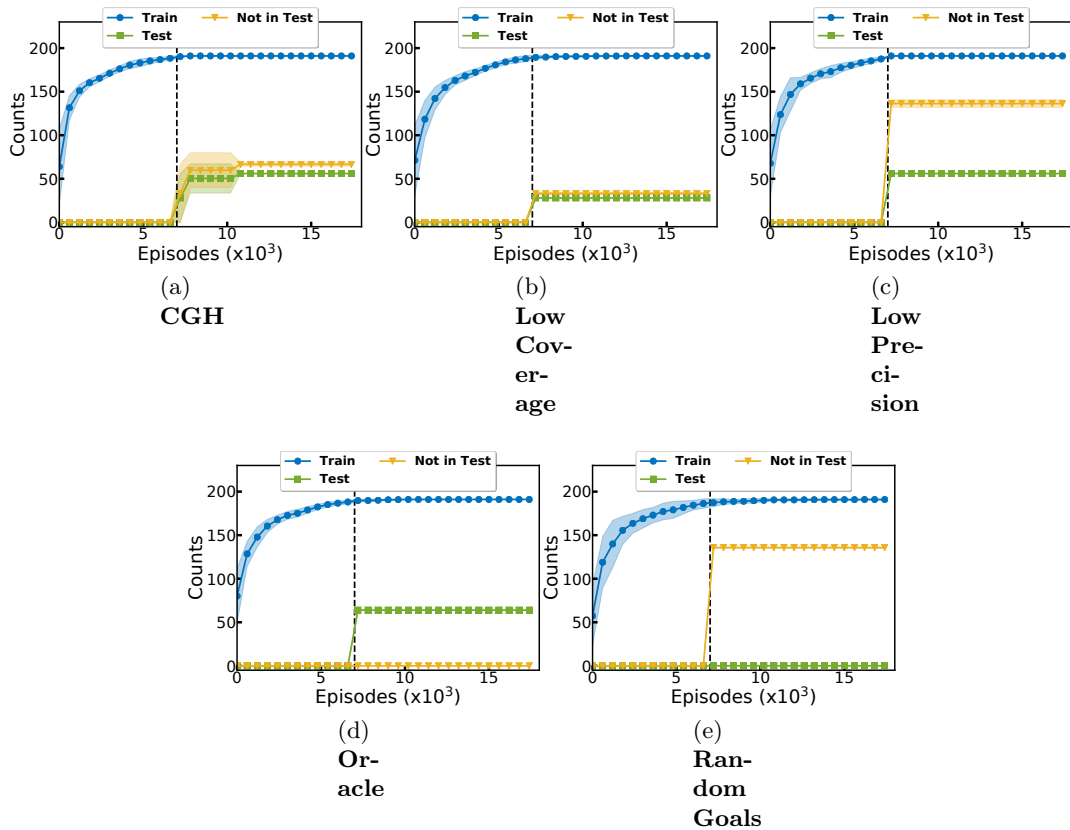 Train
Test
Not in Test
Counts
200
150
100
50
0
0
5
10
15
Episodes (x10³)
Train
Test
Not in Test
Counts
200
150
100
50
0
0
5
10
15
Episodes (x10³)
Train
Test
Not in Test
Counts
200
150
100
50
0
0
5
10
15
Episodes (x10³)
(a)
CGH
(b)
Low
Cov-
er-
age
(c)
Low
Pre-
ci-
sion
Train
Test
Not in Test
Counts
200
150
100
50
0
0
5
10
15
Episodes (x10³)
Train
Test
Not in Test
Counts
200
150
100
50
0
0
5
10
15
Episodes (x10³)
(d)
Or-
acle
(e)
Ran-
dom
Goals